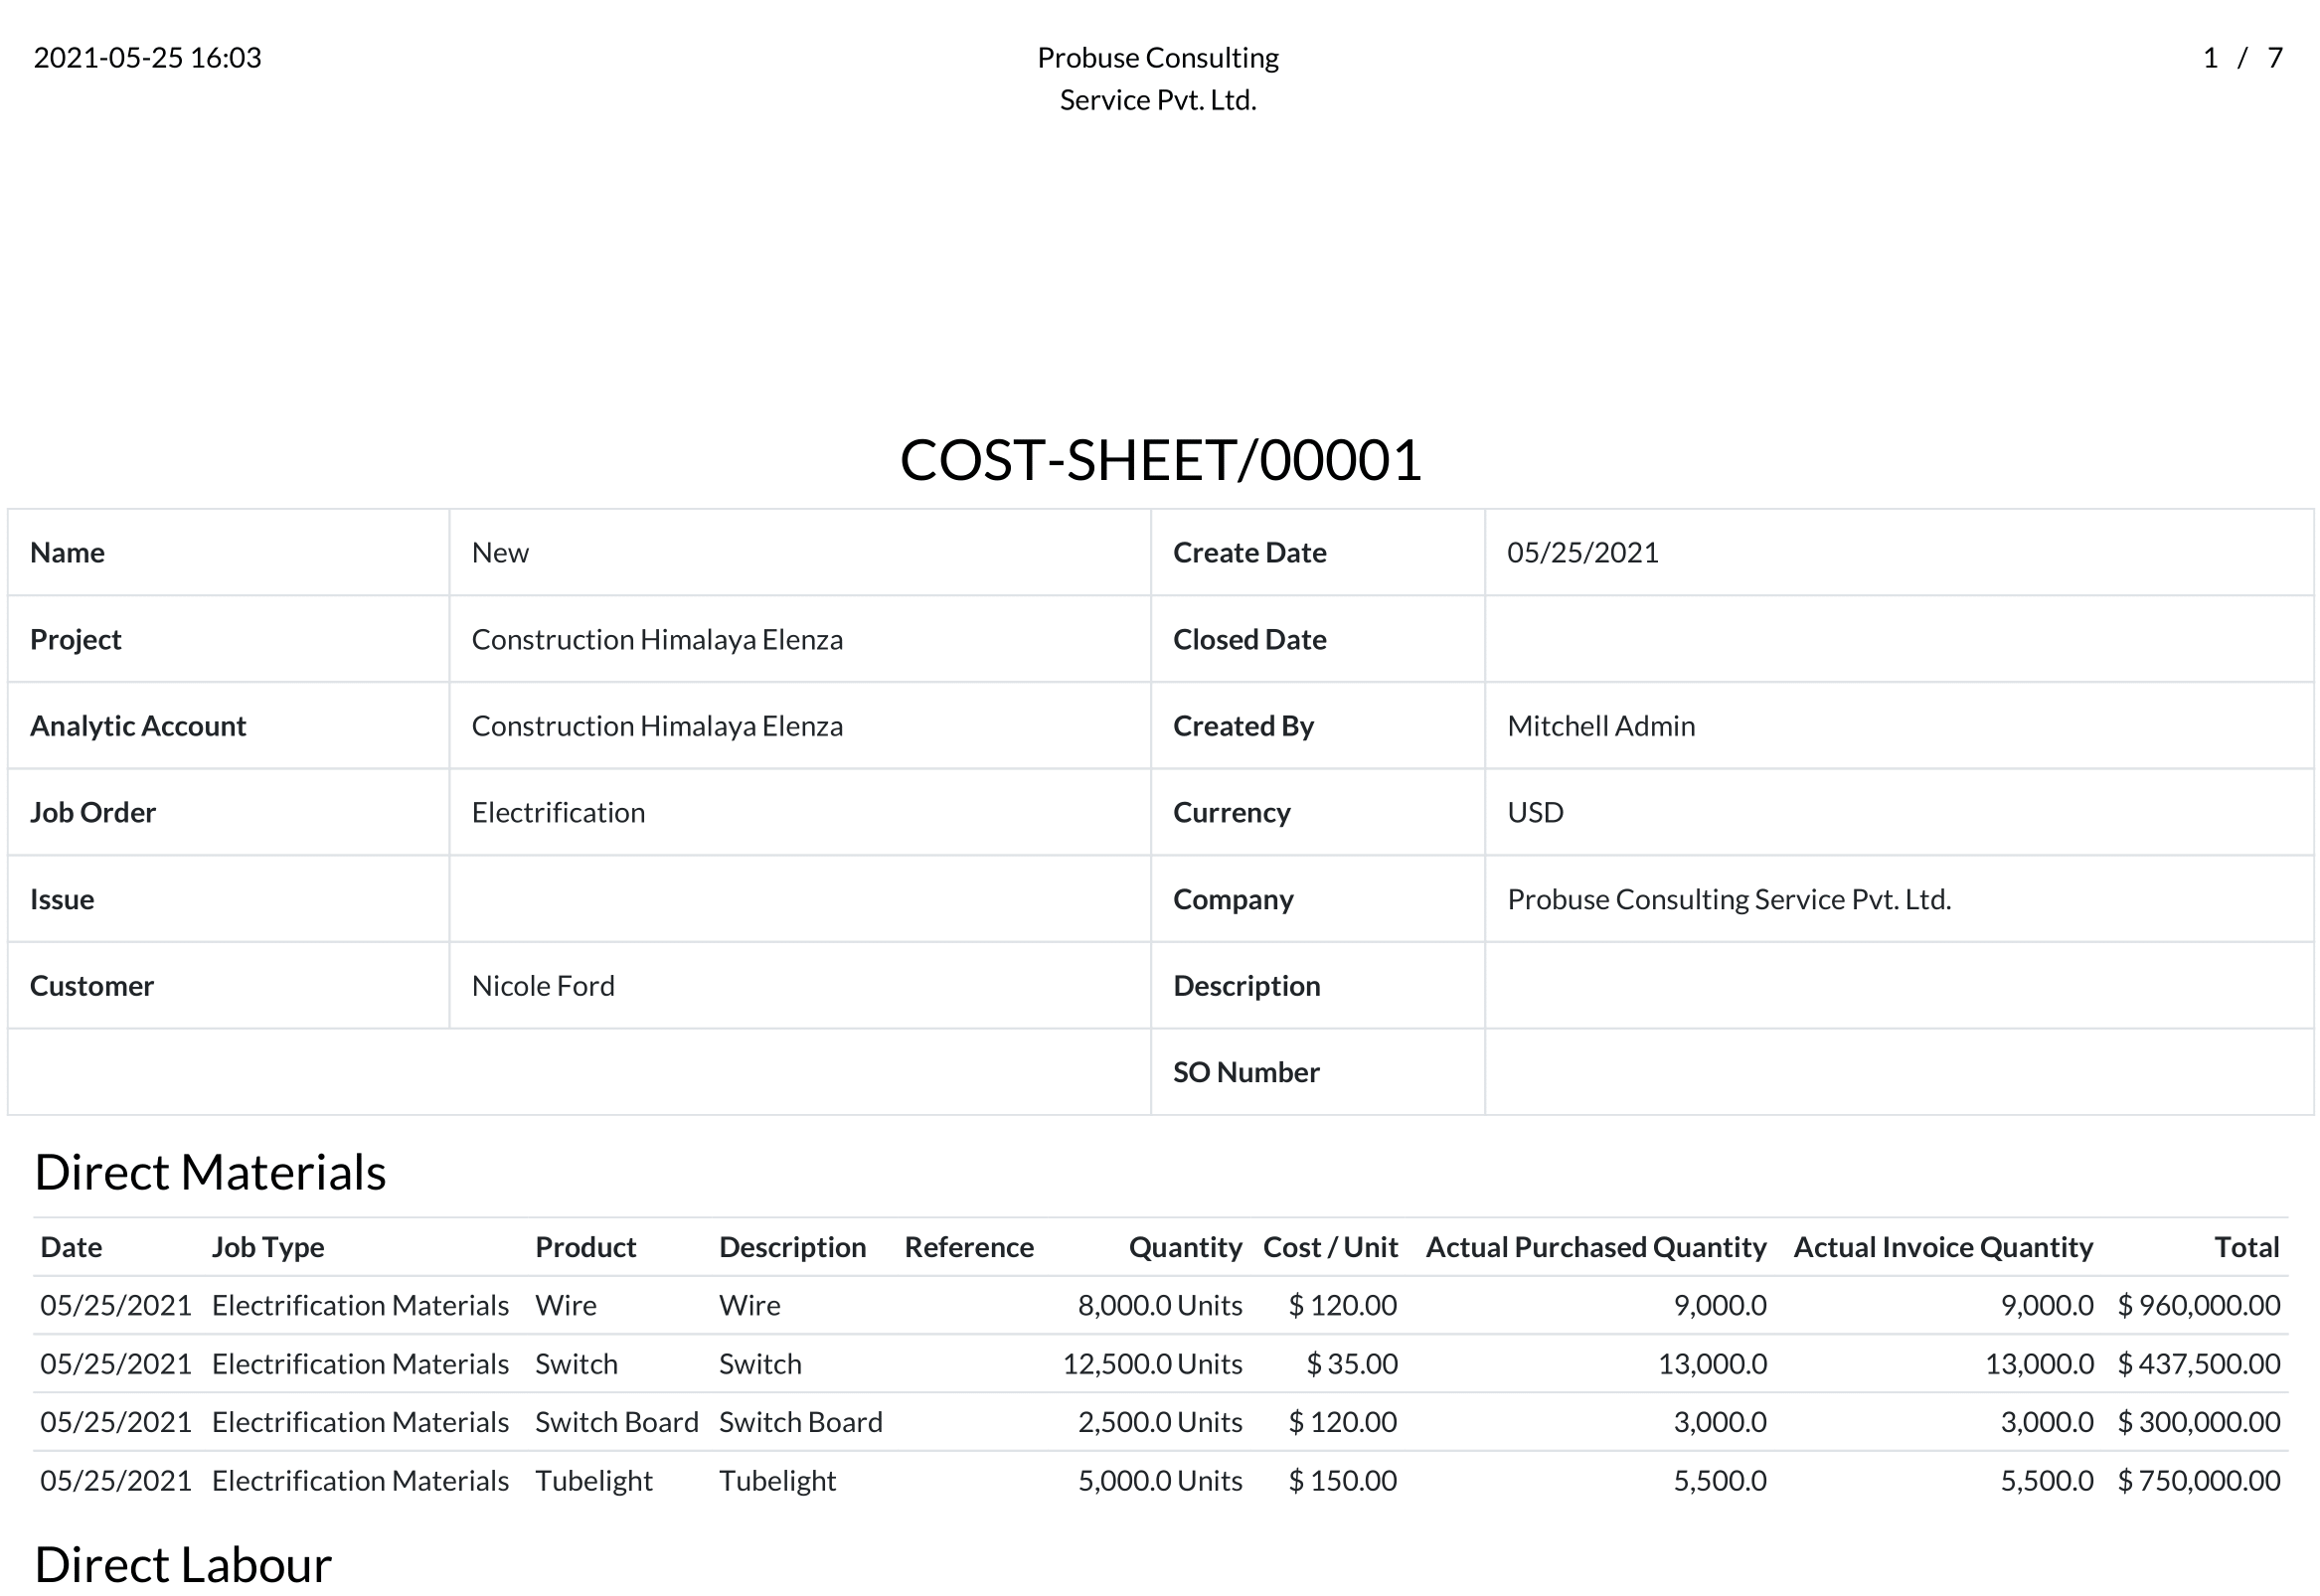 2021-05-25 16:03 Probuse Consulting Service Pvt. Ltd. 1 / 7
COST-SHEET/00001
Name New Create Date 05/25/2021
Project Construction Himalaya Elenza Closed Date
Analytic Account Construction Himalaya Elenza Created By Mitchell Admin
Job Order Electrification Currency USD
Issue Company Probuse Consulting Service Pvt. Ltd.
Customer Nicole Ford Description
SO Number
Direct Materials
Date Job Type Product Description Reference Quantity Cost / Unit Actual Purchased Quantity Actual Invoice Quantity Total
05/25/2021 Electrification Materials Wire Wire 8,000.0 Units $ 120.00 9,000.0 9,000.0 $ 960,000.00
05/25/2021 Electrification Materials Switch Switch 12,500.0 Units $ 35.00 13,000.0 13,000.0 $ 437,500.00
05/25/2021 Electrification Materials Switch Board Switch Board 2,500.0 Units $ 120.00 3,000.0 3,000.0 $ 300,000.00
05/25/2021 Electrification Materials Tubelight Tubelight 5,000.0 Units $ 150.00 5,500.0 5,500.0 $ 750,000.00
Direct Labour